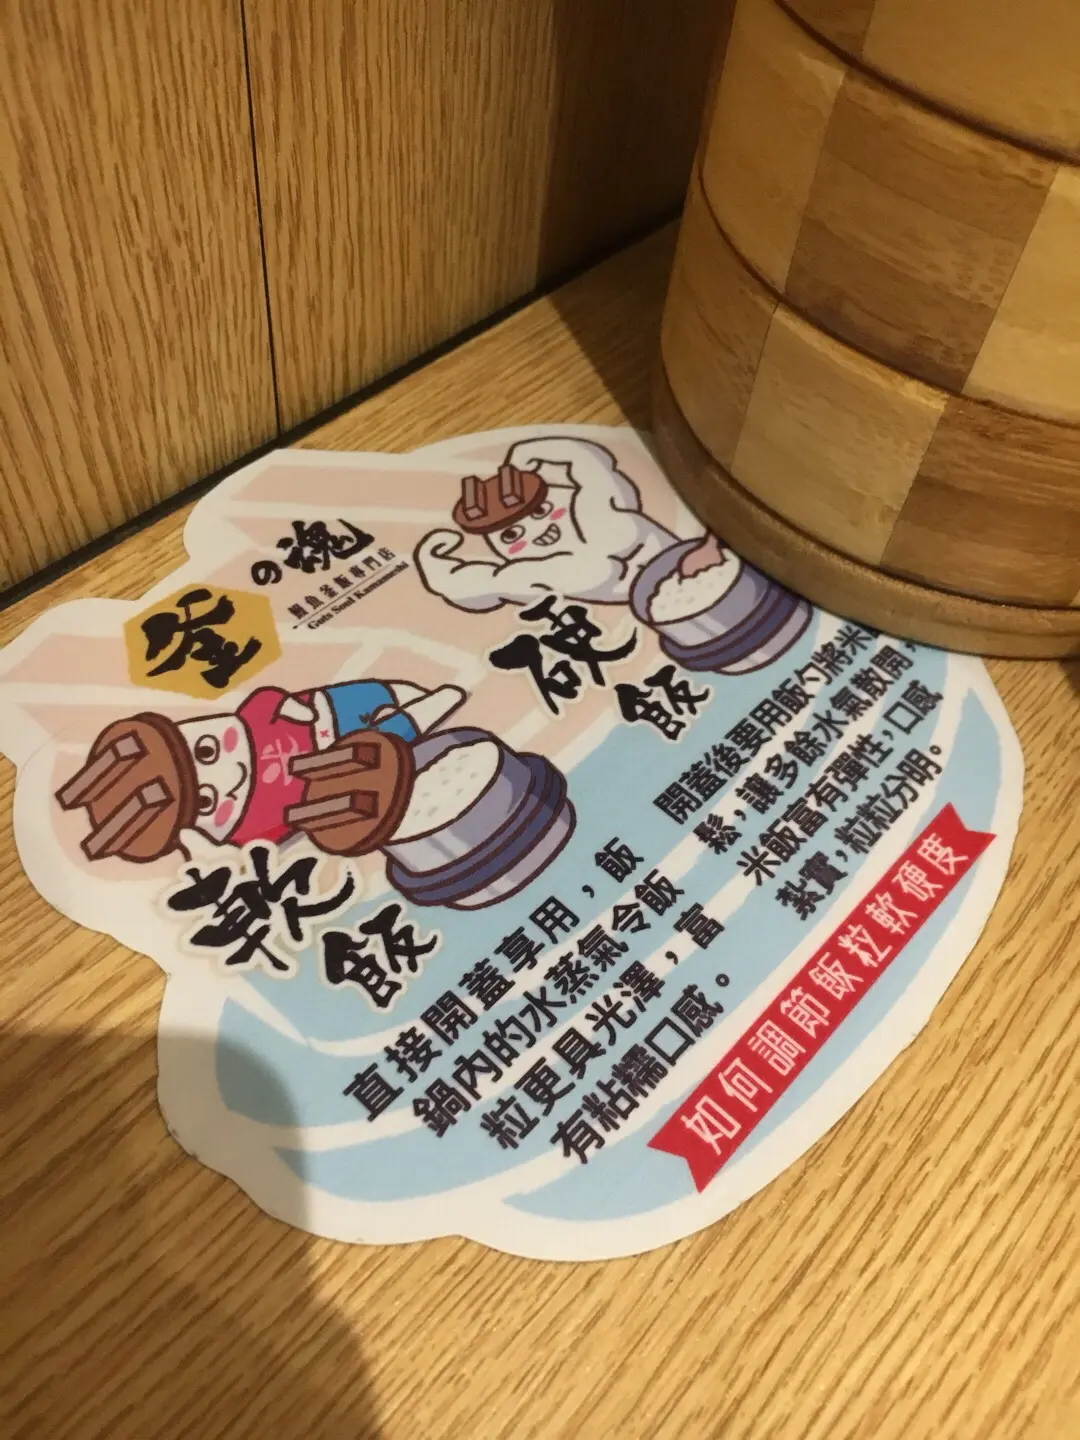 釜の魂
鰻魚釜飯專門店
Guts Soul Kamameshi
硬飯
開蓋後要用飯勺將米
鬆，讓多餘水氣散開，
米飯富有彈性，口感
紮實，粒粒分明。
軟飯
直接開蓋享用，飯
鍋內的水蒸氣令飯
粒更具光澤，富
有粘糯口感。
如何調節飯粒軟硬度